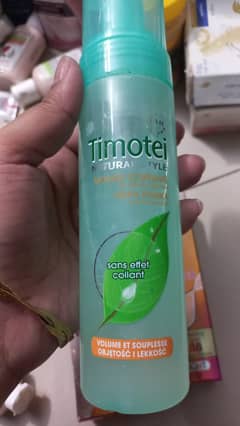 Timotei
NATURAL STYLE
sans effet
collant
VOLUME ET SOUPLESSE
OBJĘTOŚĆ I LEKKOŚĆ